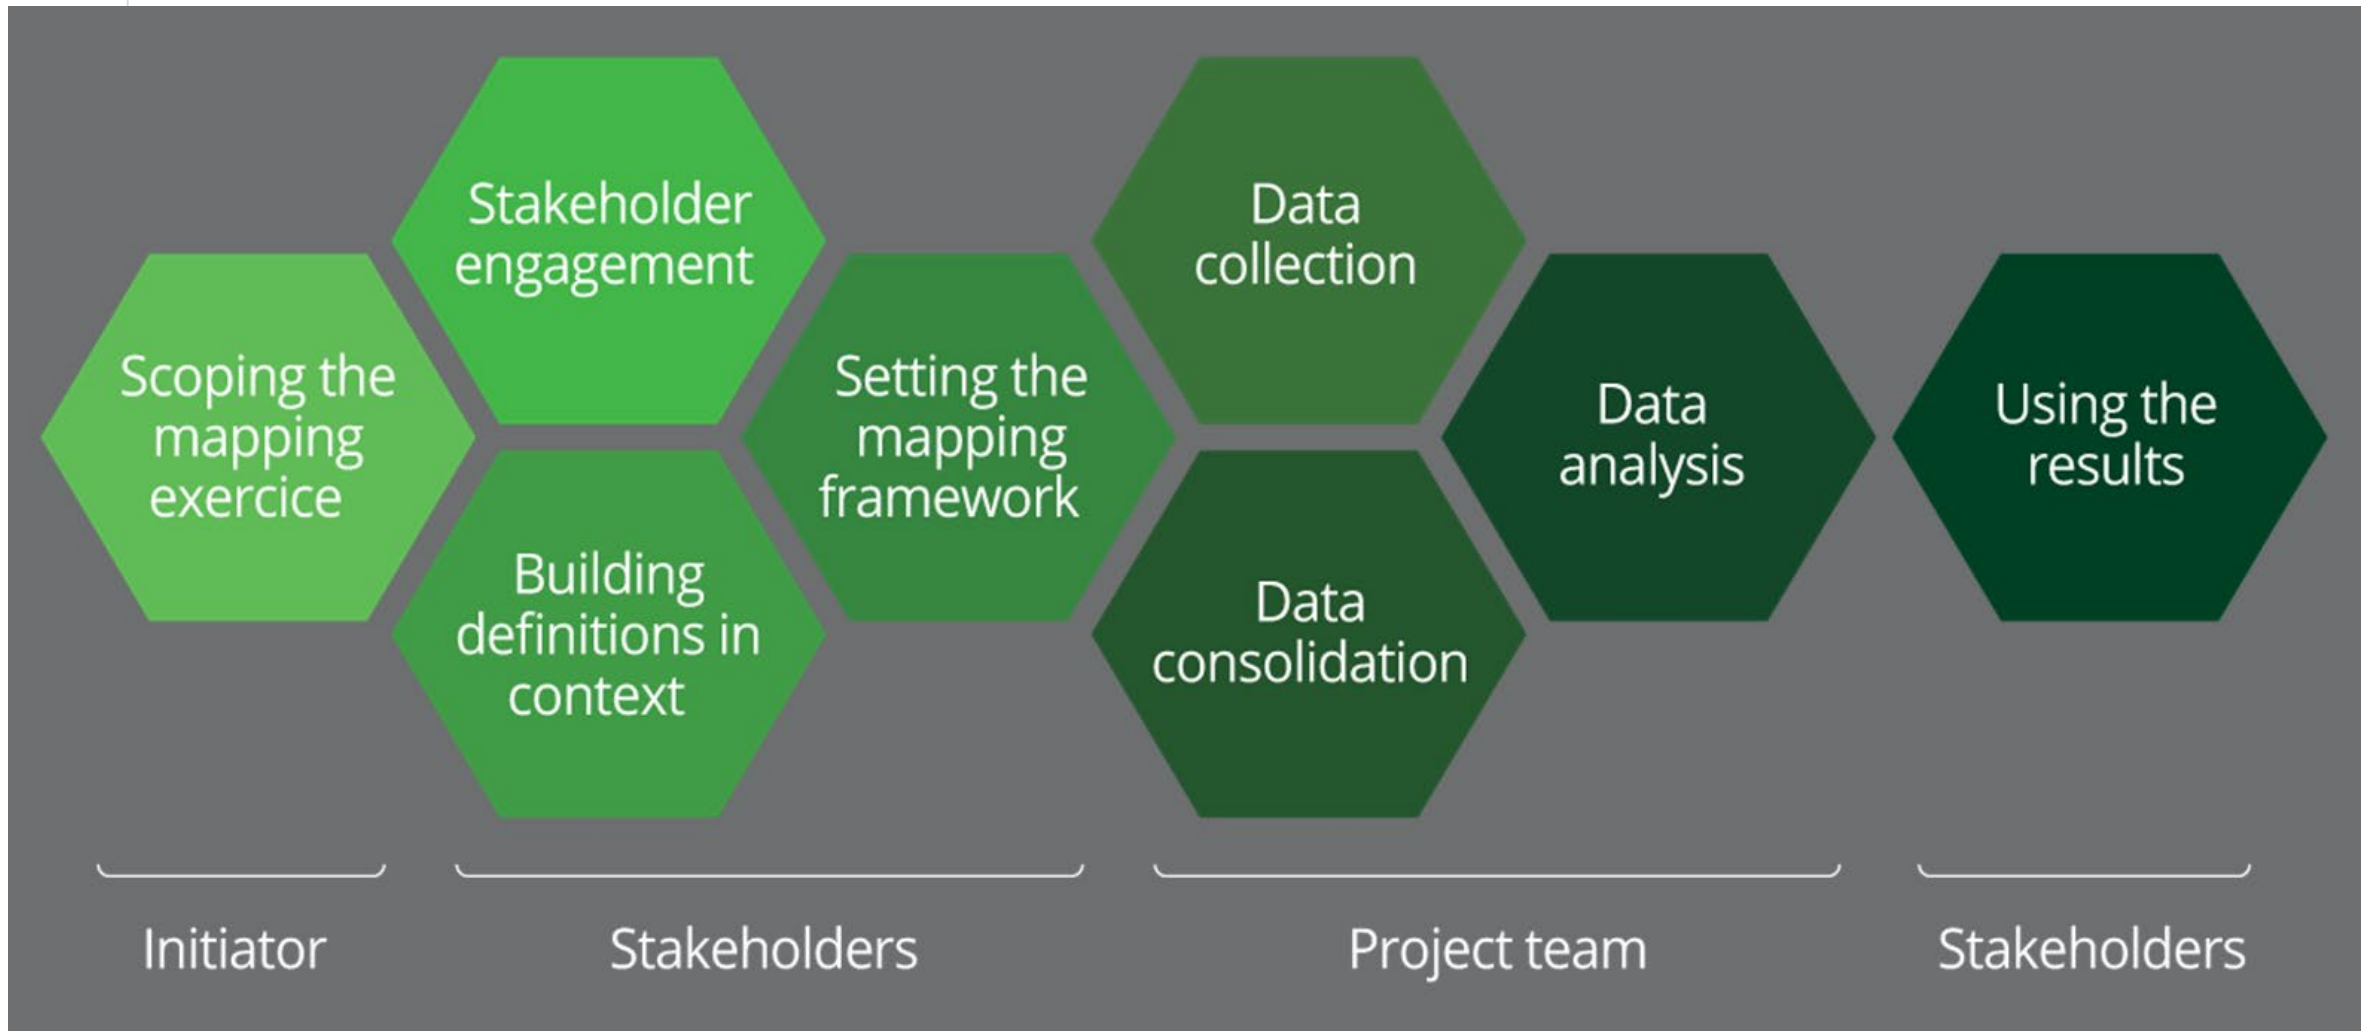 Scoping the
mapping
exercice
Stakeholder
engagement
Building
definitions in
context
Setting the
mapping
framework
Data
collection
Data
consolidation
Data
analysis
Using the
results
Initiator
Stakeholders
Project team
Stakeholders